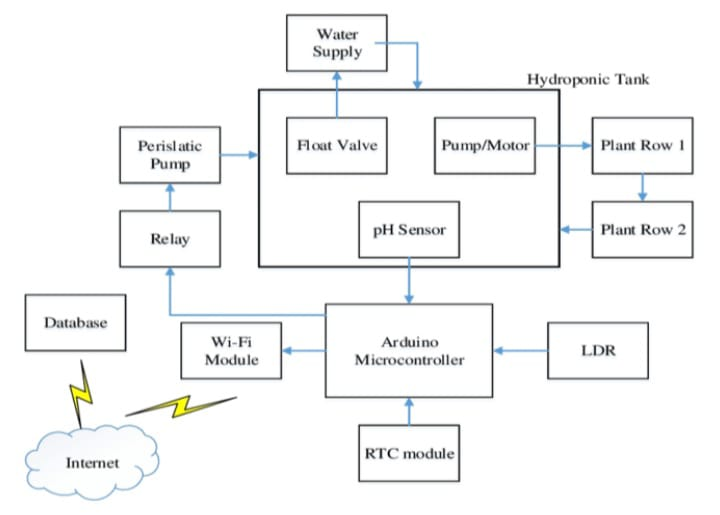 Water
Supply
Hydroponic Tank
Perislatic
Pump
Float Valve
Pump/Motor
Plant Row 1
Relay
pH Sensor
Plant Row 2
Database
Wi-Fi
Module
Arduino
Microcontroller
LDR
Internet
RTC module